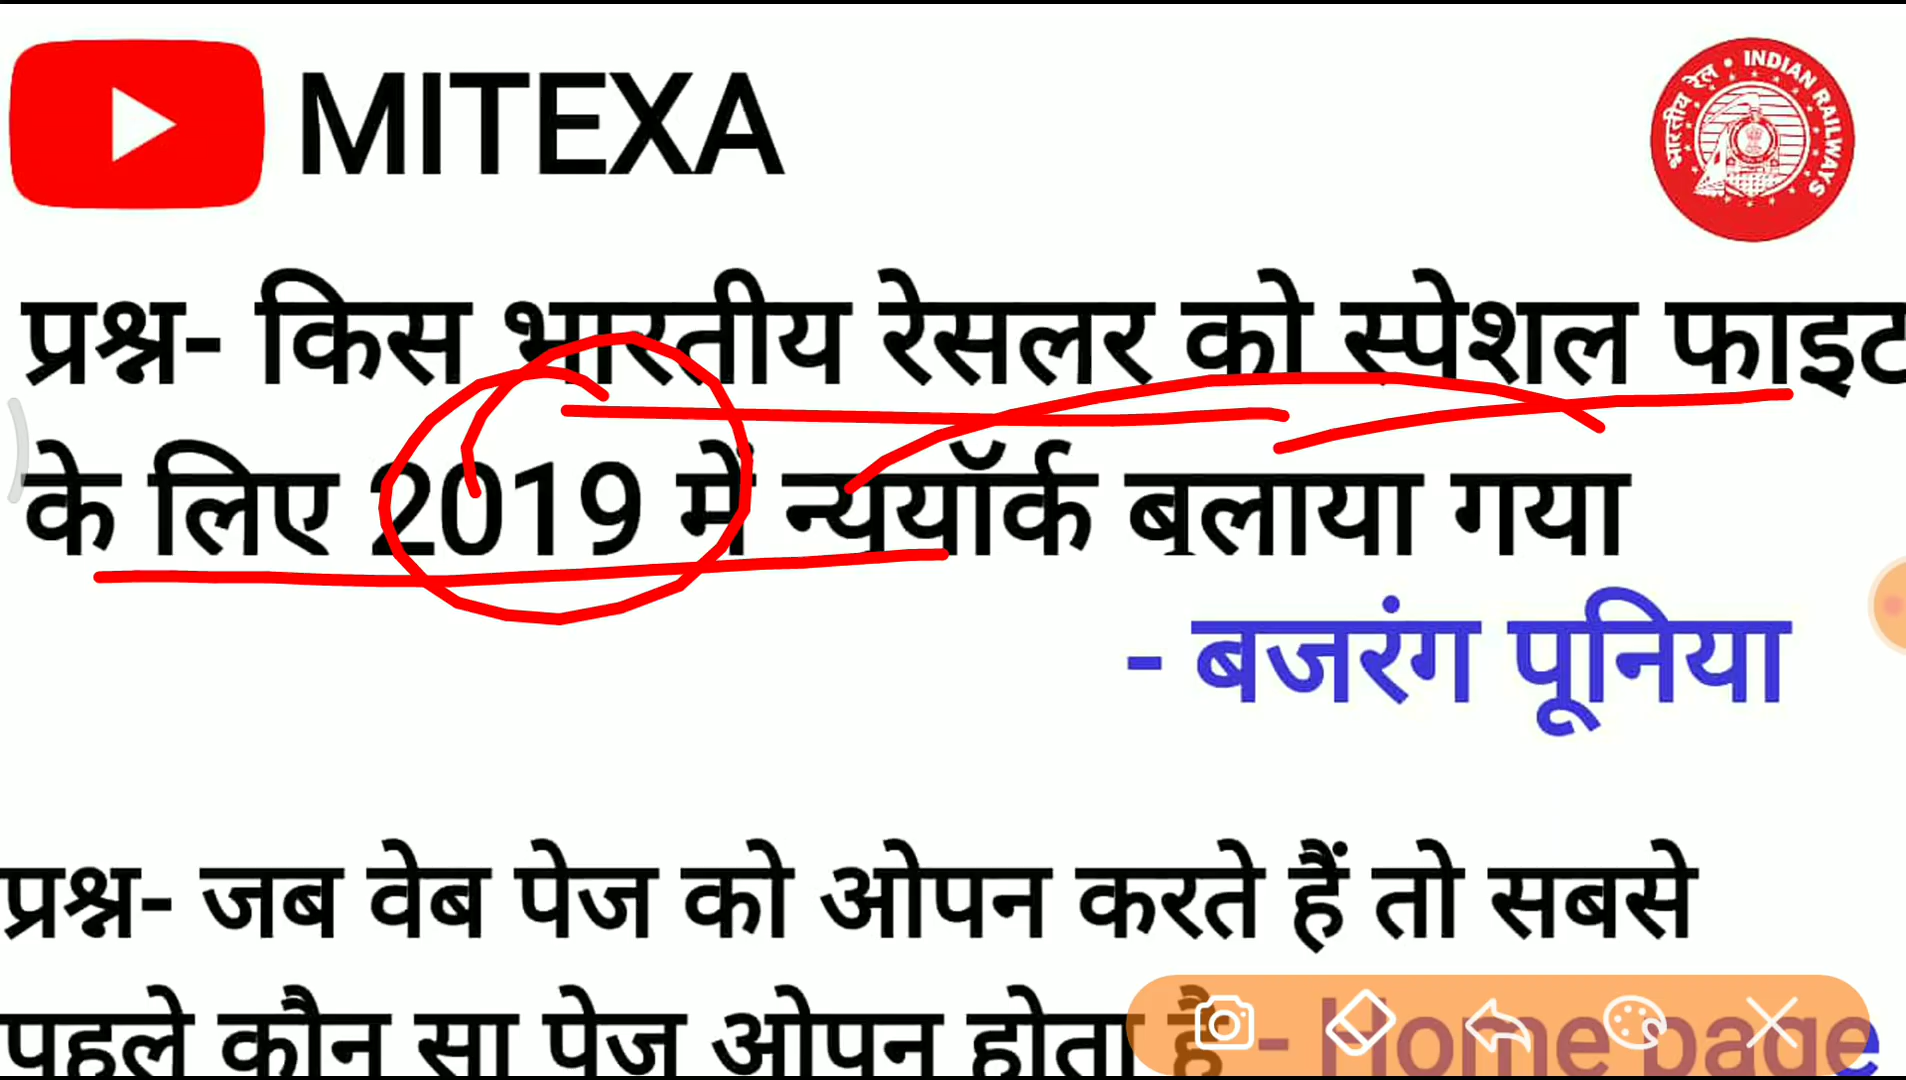 MITEXA
भारतीय रेल • INDIAN RAILWAYS
प्रश्न- किस भारतीय रेसलर को स्पेशल फाइट
के लिए 2019 में न्यूयॉर्क बुलाया गया
- बजरंग पूनिया
प्रश्न- जब वेब पेज को ओपन करते हैं तो सबसे
पहले कौन सा पेज ओपन होता है - Home page